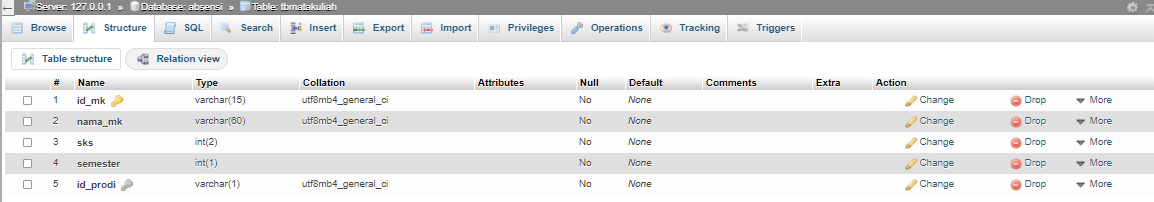 Server: 127.0.0.1 » Database: absensi » Table: tbmatakuliah
Browse Structure SQL Search Insert Export Import Privileges Operations Tracking Triggers
Table structure Relation view
# Name Type Collation Attributes Null Default Comments Extra Action
1 id_mk varchar(15) utf8mb4_general_ci No None Change Drop More
2 nama_mk varchar(60) utf8mb4_general_ci No None Change Drop More
3 sks int(2) No None Change Drop More
4 semester int(1) No None Change Drop More
5 id_prodi varchar(1) utf8mb4_general_ci No None Change Drop More